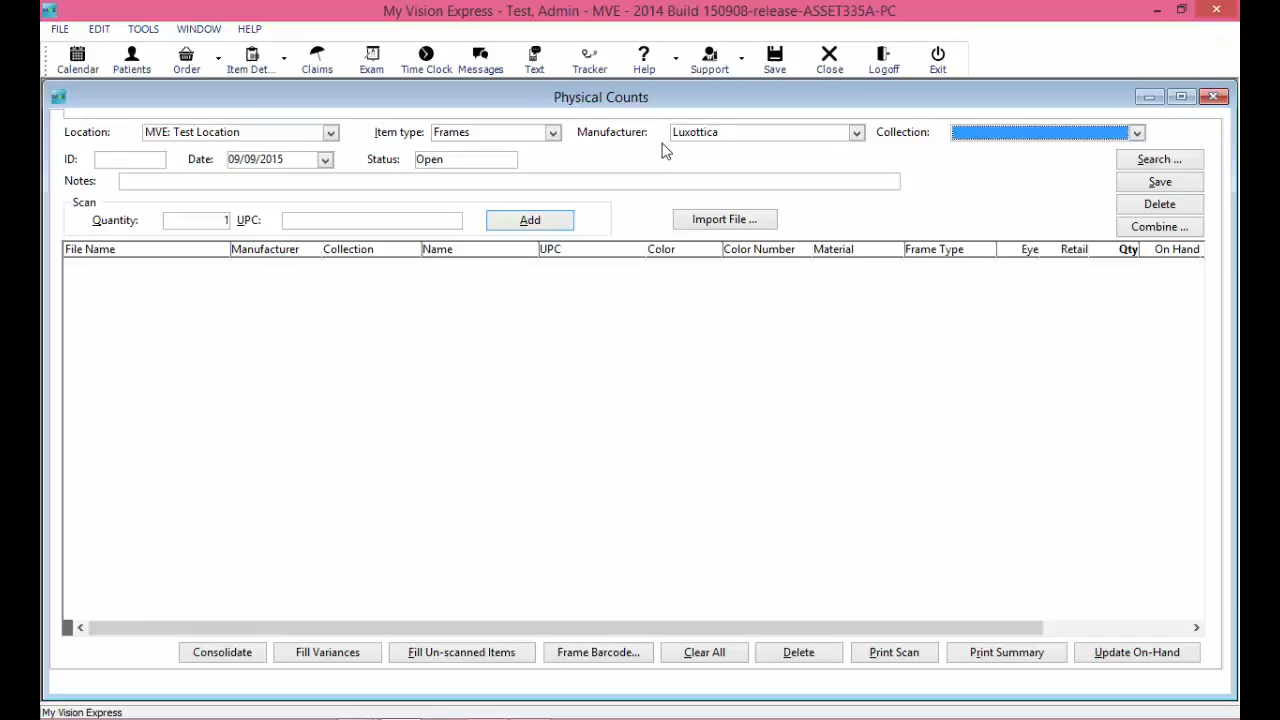 My Vision Express - Test, Admin - MVE - 2014 Build 150908-release-ASSET335A-PC
FILE EDIT TOOLS WINDOW HELP
Calendar Patients Order Item Det... Claims Exam Time Clock Messages Text Tracker Help Support Save Close Logoff Exit
Physical Counts
Location: MVE: Test Location Item type: Frames Manufacturer: Luxottica Collection:
ID: Date: 09/09/2015 Status: Open Search ...
Notes: Save
Scan Delete
Quantity: 1 UPC: Add Import File ... Combine ...
File Name Manufacturer Collection Name UPC Color Color Number Material Frame Type Eye Retail Qty On Hand
Consolidate Fill Variances Fill Un-scanned Items Frame Barcode... Clear All Delete Print Scan Print Summary Update On-Hand
My Vision Express